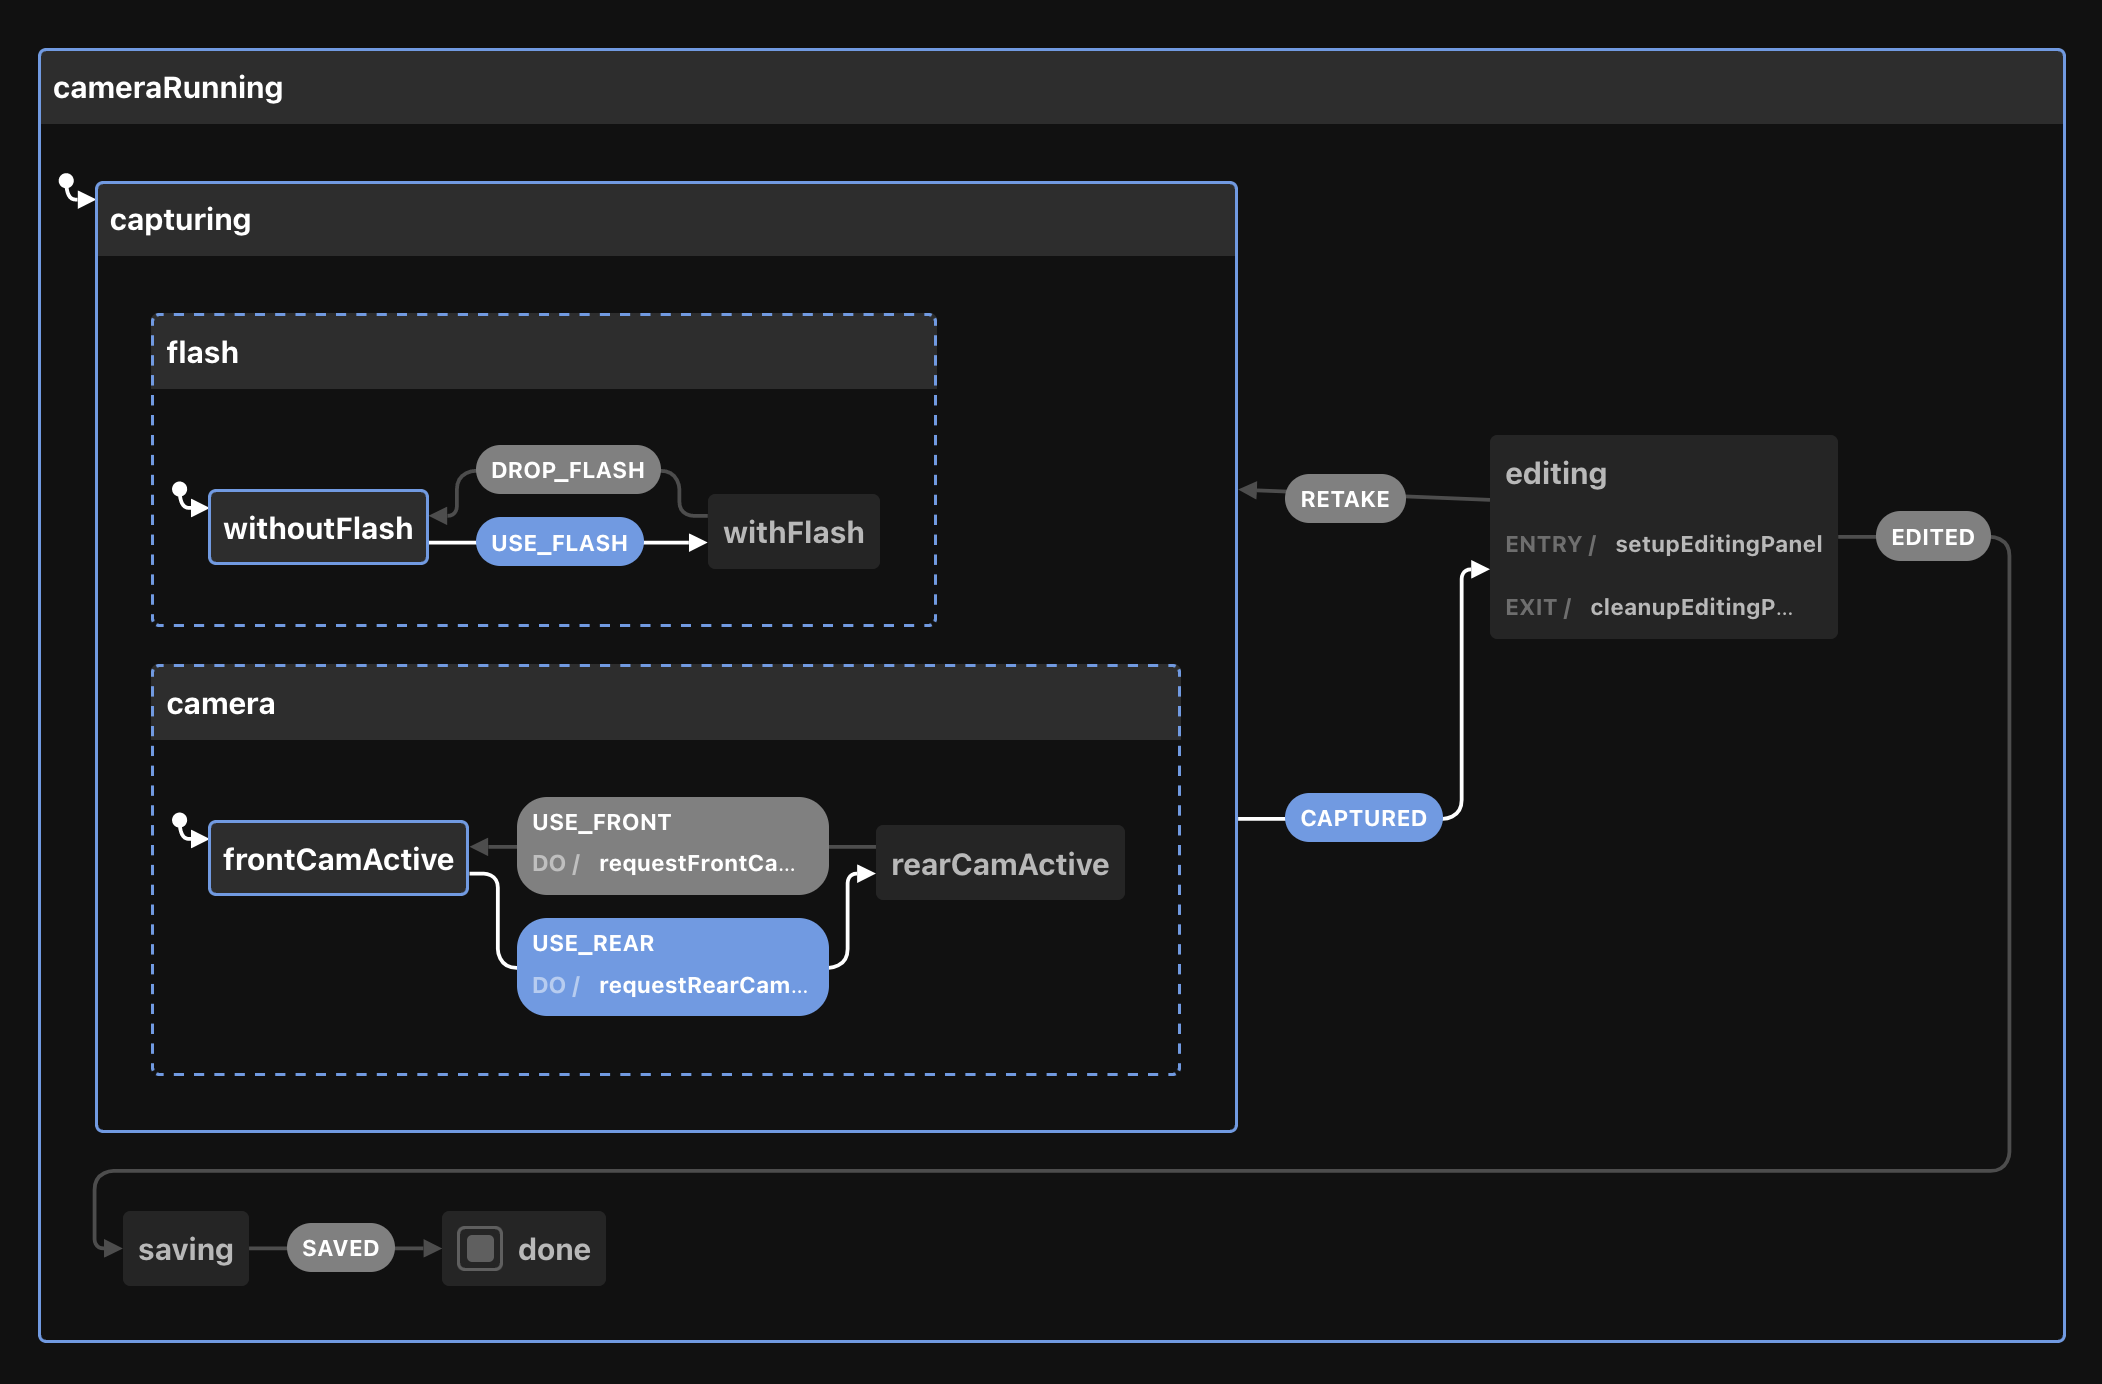 cameraRunning
capturing
flash
DROP_FLASH
withoutFlash
USE_FLASH
withFlash
camera
USE_FRONT
DO / requestFrontCa...
frontCamActive
rearCamActive
USE_REAR
DO / requestRearCam...
RETAKE
editing
ENTRY / setupEditingPanel
EXIT / cleanupEditingP...
EDITED
CAPTURED
saving
SAVED
done